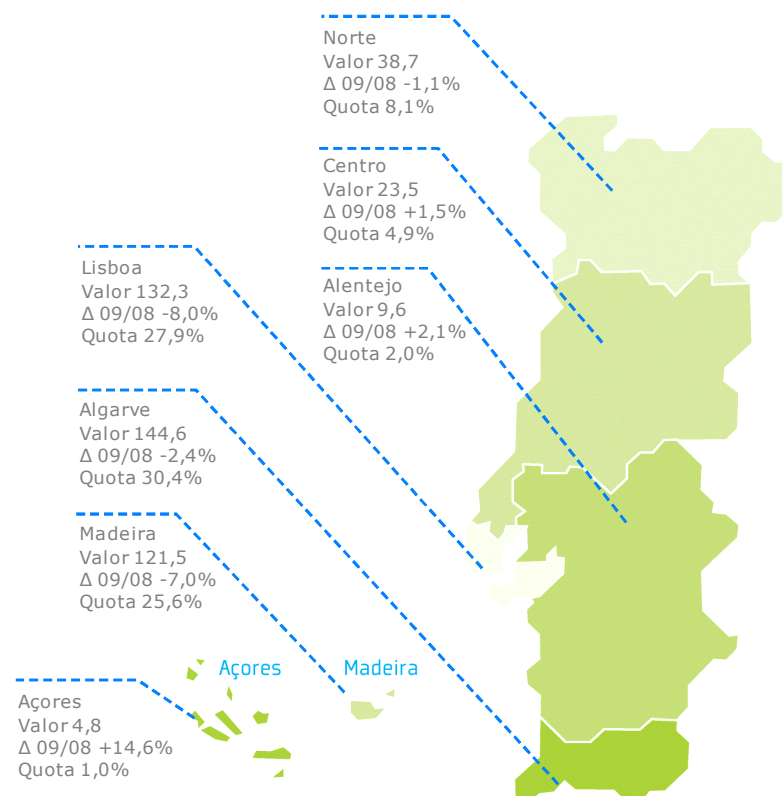 Norte
Valor 38,7
Δ 09/08 -1,1%
Quota 8,1%
Centro
Valor 23,5
Δ 09/08 +1,5%
Quota 4,9%
Lisboa
Valor 132,3
Δ 09/08 -8,0%
Quota 27,9%
Alentejo
Valor 9,6
Δ 09/08 +2,1%
Quota 2,0%
Algarve
Valor 144,6
Δ 09/08 -2,4%
Quota 30,4%
Madeira
Valor 121,5
Δ 09/08 -7,0%
Quota 25,6%
Açores
Madeira
Açores
Valor 4,8
Δ 09/08 +14,6%
Quota 1,0%